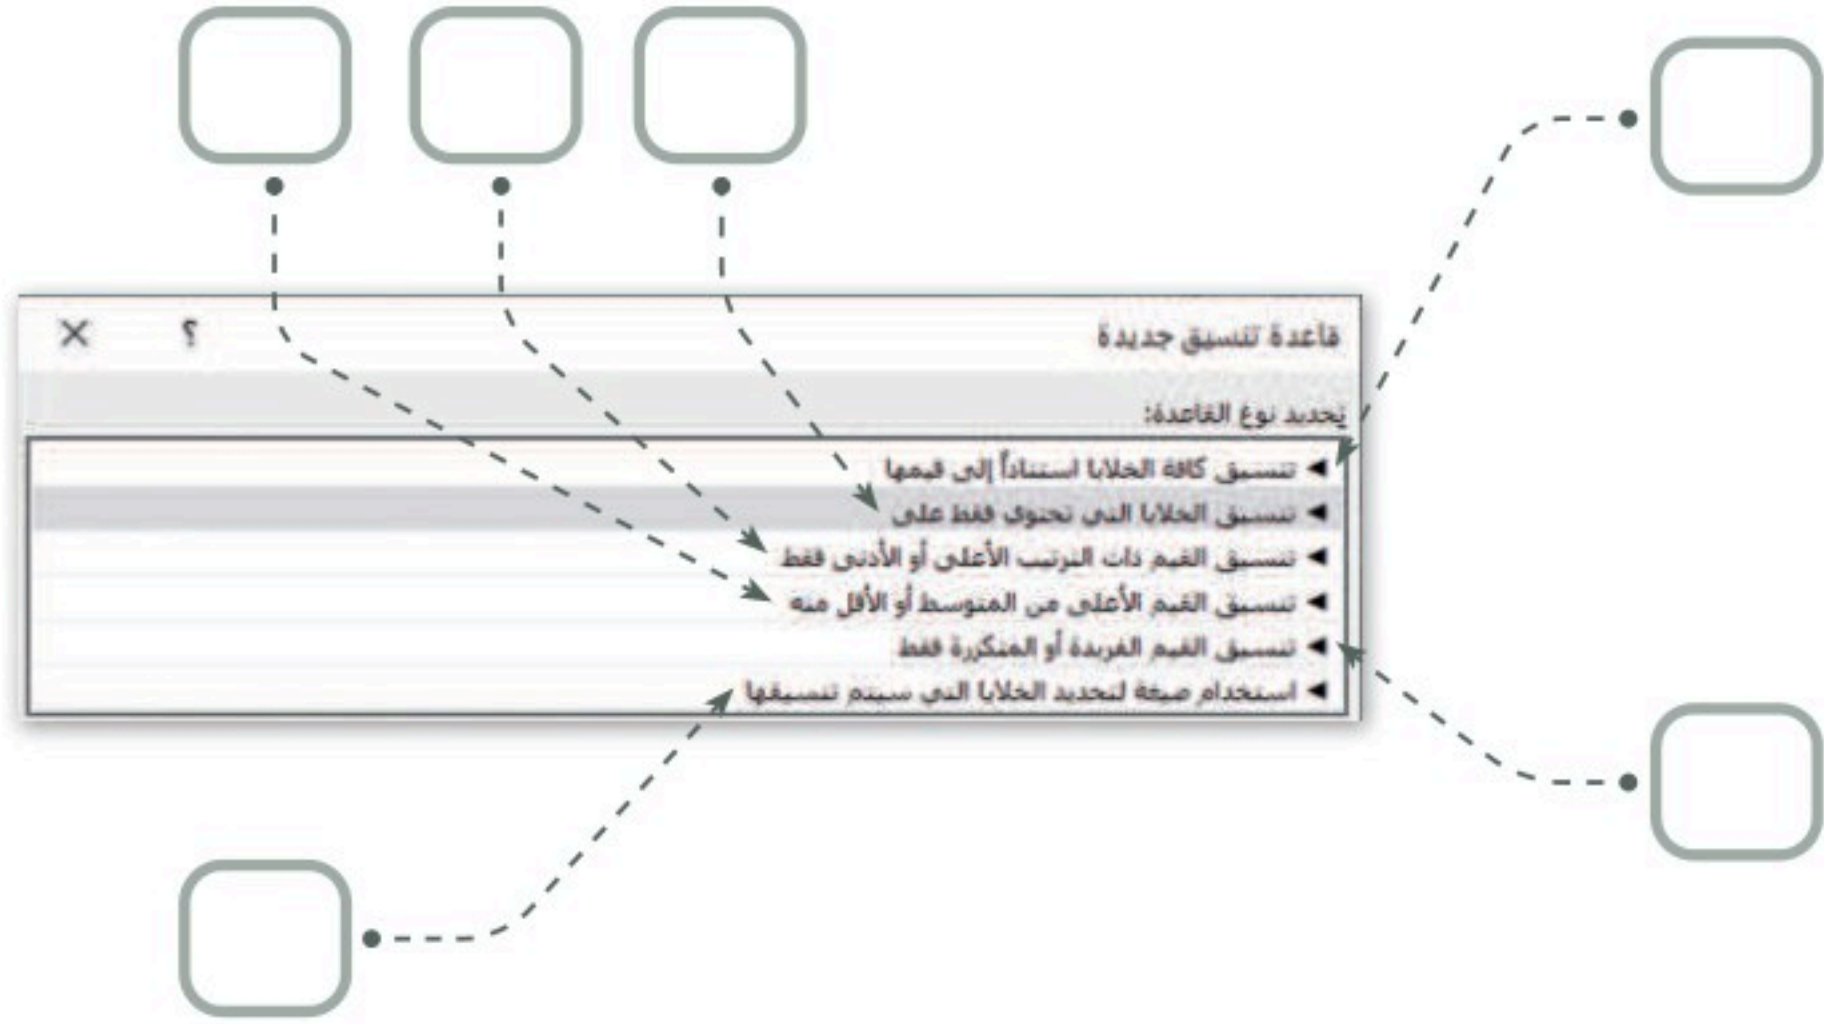 قاعدة تنسيق جديدة ؟ ×
تحديد نوع القاعدة:
◄ تنسيق كافة الخلايا استناداً إلى قيمها
◄ تنسيق الخلايا التي تحتوي فقط على
◄ تنسيق القيم ذات الترتيب الأعلى أو الأدنى فقط
◄ تنسيق القيم الأعلى من المتوسط أو الأقل منه
◄ تنسيق القيم الفريدة أو المتكررة فقط
◄ استخدام صيغة لتحديد الخلايا التي سيتم تنسيقها